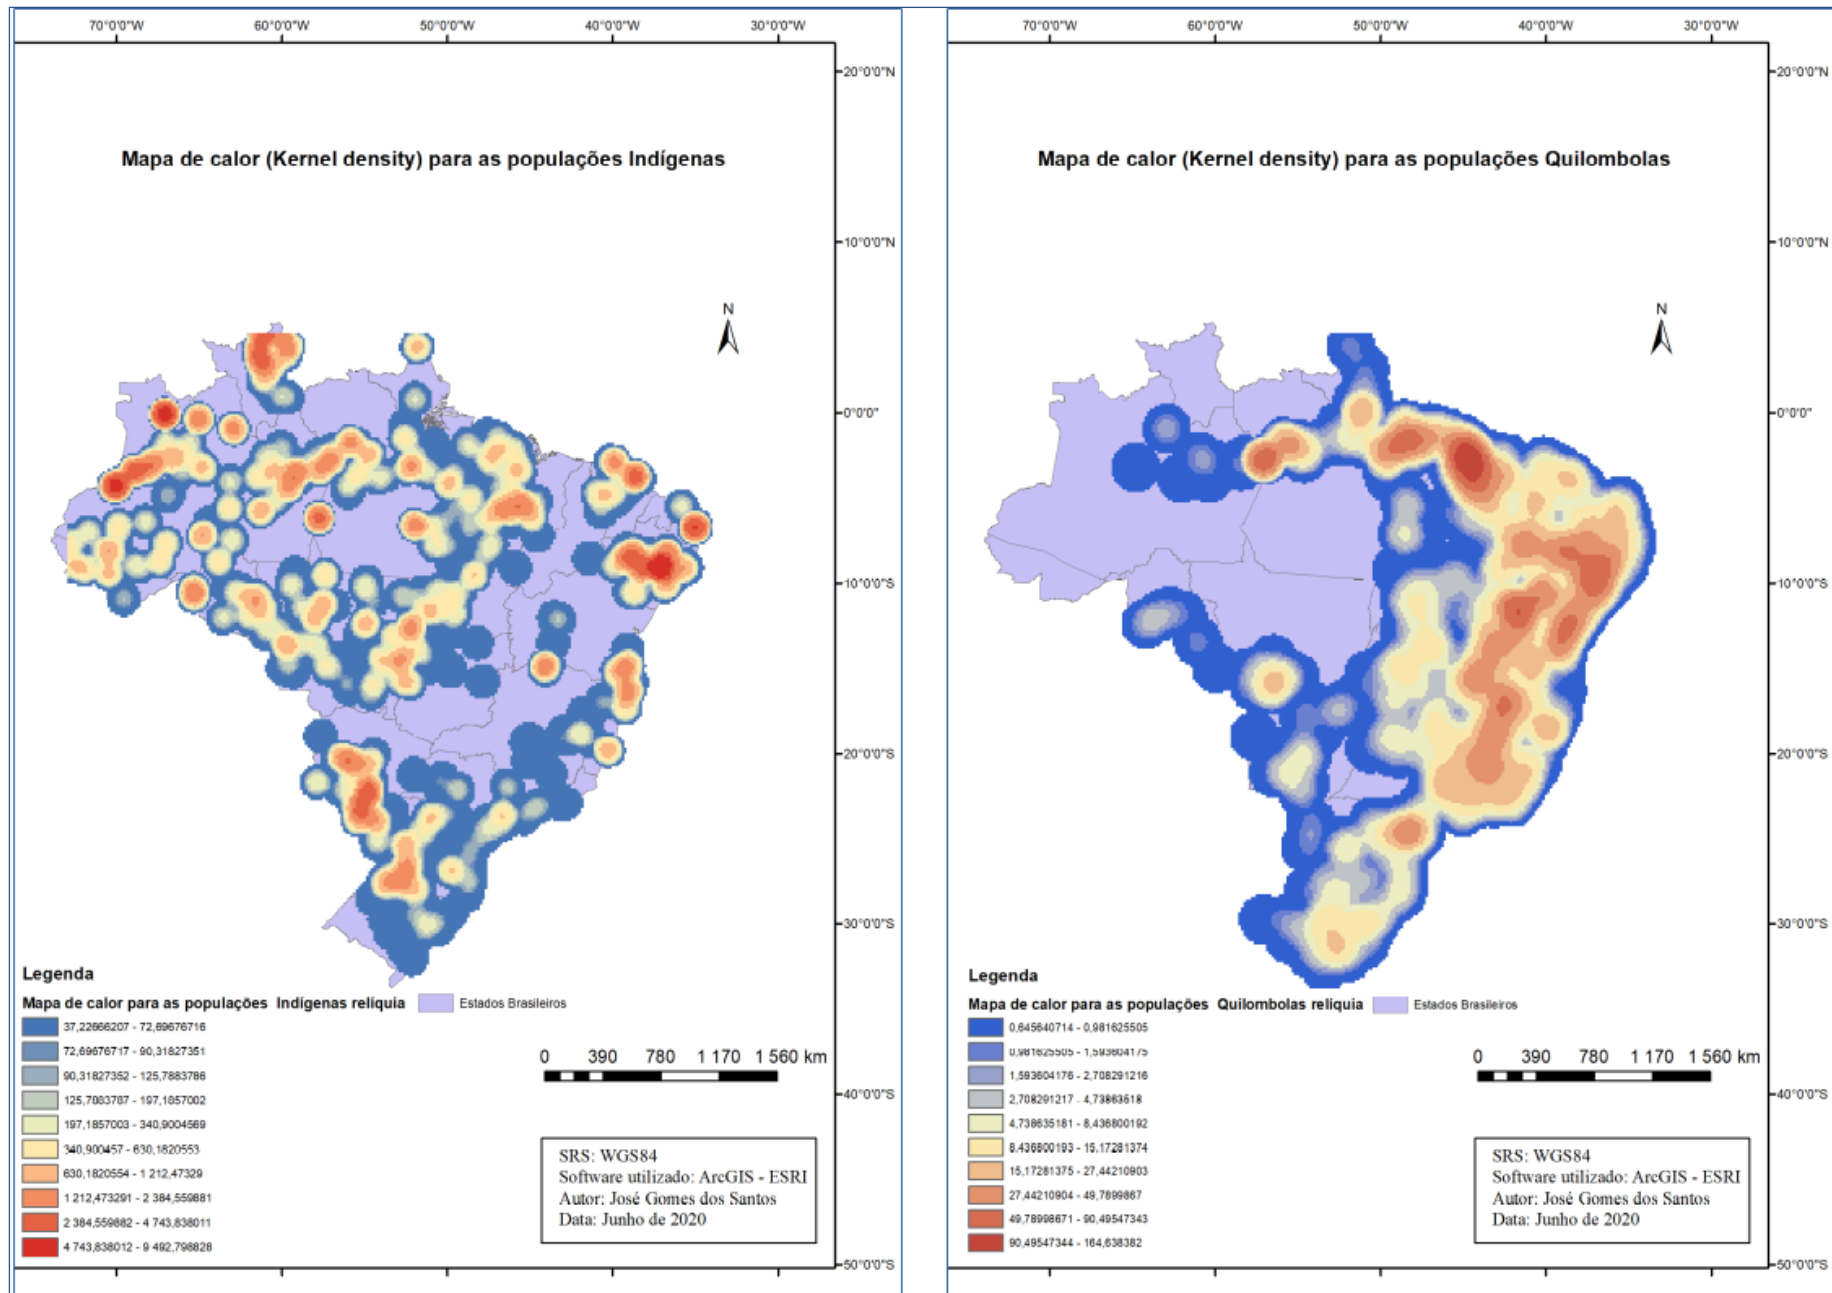 70°0'0"W 60°0'0"W 50°0'0"W 40°0'0"W 30°0'0"W
20°0'0"N
Mapa de calor (Kernel density) para as populações Indígenas
10°0'0"N
N
0°0'0"
10°0'0"S
20°0'0"S
30°0'0"S
Legenda
Mapa de calor para as populações Indígenas relíquia
Estados Brasileiros
37,22666207 - 72,69676716
72,69676717 - 90,31827351
90,31827352 - 125,7883786
125,7883787 - 197,1857002
197,1857003 - 340,9004569
340,900457 - 630,1820553
630,1820554 - 1 212,47329
1 212,473291 - 2 384,559881
2 384,559882 - 4 743,838011
4 743,838012 - 9 492,798828
0 390 780 1 170 1 560 km
40°0'0"S
SRS: WGS84
Software utilizado: ArcGIS - ESRI
Autor: José Gomes dos Santos
Data: Junho de 2020
50°0'0"S
70°0'0"W 60°0'0"W 50°0'0"W 40°0'0"W 30°0'0"W
20°0'0"N
Mapa de calor (Kernel density) para as populações Quilombolas
10°0'0"N
N
0°0'0"
10°0'0"S
20°0'0"S
30°0'0"S
Legenda
Mapa de calor para as populações Quilombolas relíquia
Estados Brasileiros
0,645640714 - 0,981625505
0,981625505 - 1,593604175
1,593604176 - 2,708291216
2,708291217 - 4,73863518
4,738635181 - 8,436800192
8,436800193 - 15,17281374
15,17281375 - 27,44210903
27,44210904 - 49,7899867
49,78998671 - 90,49547343
90,49547344 - 164,638382
0 390 780 1 170 1 560 km
40°0'0"S
SRS: WGS84
Software utilizado: ArcGIS - ESRI
Autor: José Gomes dos Santos
Data: Junho de 2020
50°0'0"S